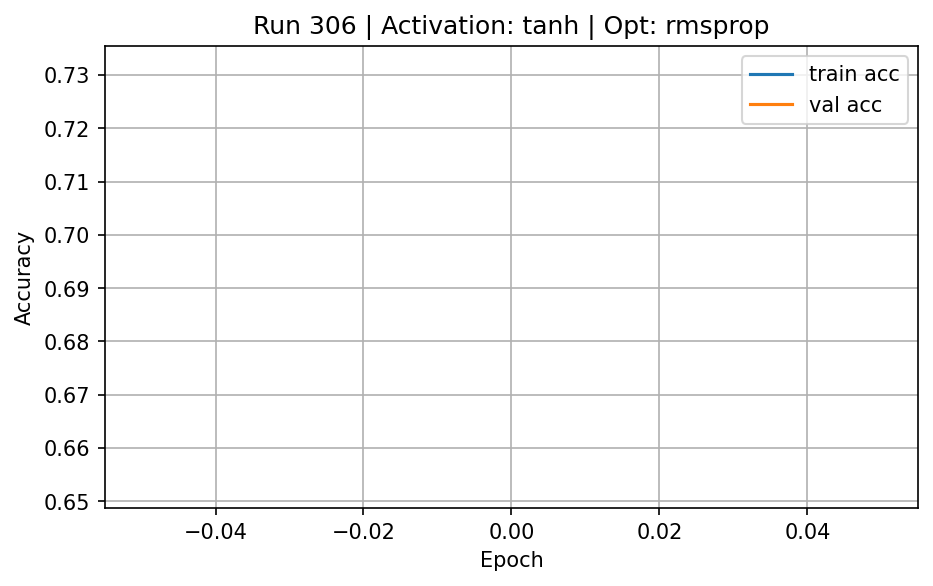 Run 306 | Activation: tanh | Opt: rmsprop
train acc
val acc
Accuracy
0.73
0.72
0.71
0.70
0.69
0.68
0.67
0.66
0.65
−0.04
−0.02
0.00
0.02
0.04
Epoch